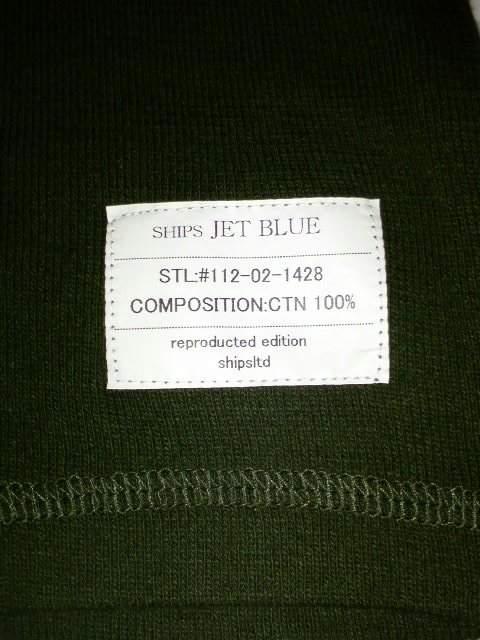 SHIPS JET BLUE
STL:#112-02-1428
COMPOSITION:CTN 100%
reproducted edition
shipsltd